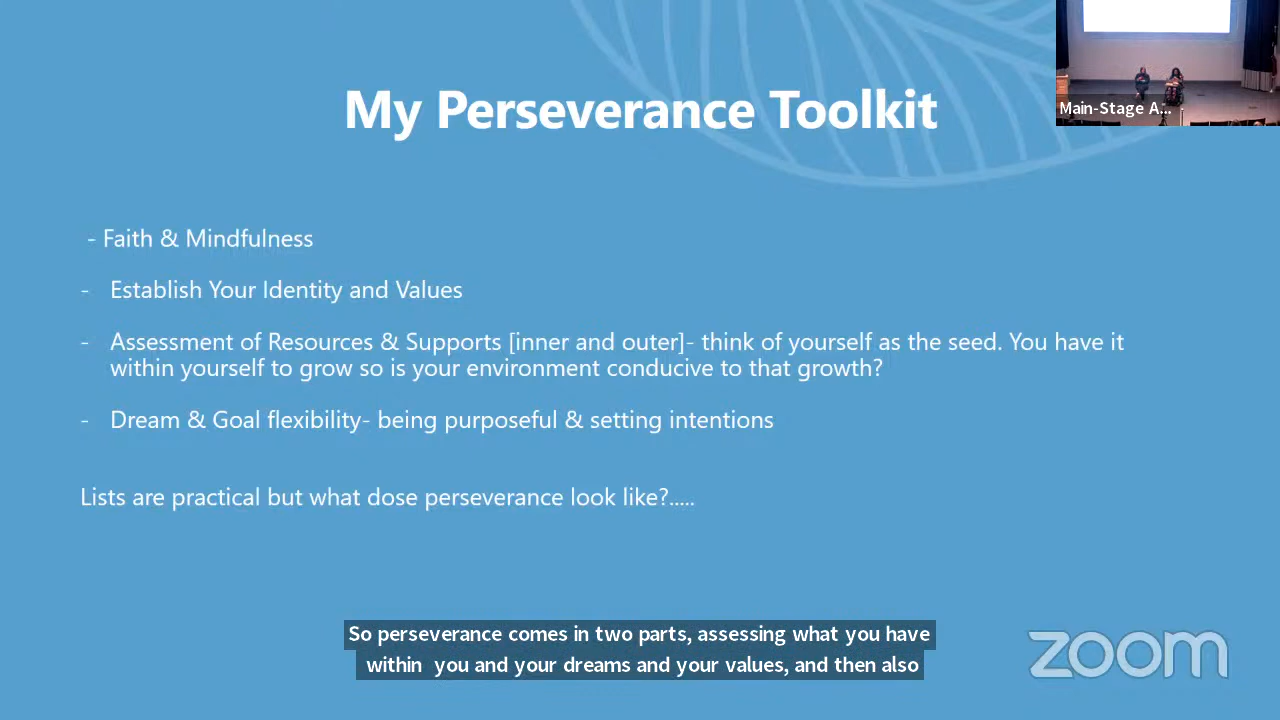 My Perseverance Toolkit
Main-Stage A...
- Faith & Mindfulness
- Establish Your Identity and Values
- Assessment of Resources & Supports [inner and outer]- think of yourself as the seed. You have it
within yourself to grow so is your environment conducive to that growth?
- Dream & Goal flexibility- being purposeful & setting intentions
Lists are practical but what dose perseverance look like?.....
So perseverance comes in two parts, assessing what you have
within you and your dreams and your values, and then also
zoom